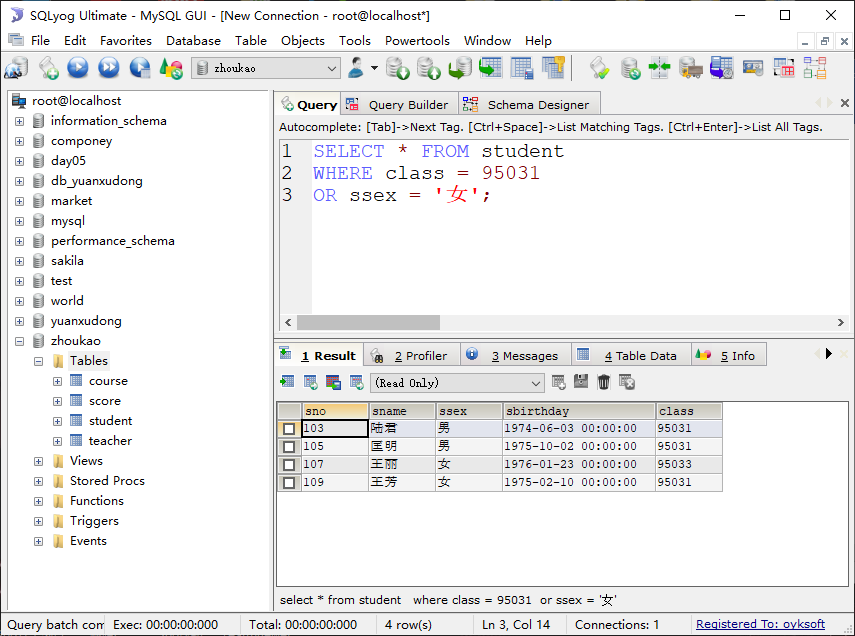 SQLyog Ultimate - MySQL GUI - [New Connection - root@localhost*]
File Edit Favorites Database Table Objects Tools Powertools Window Help
zhoukao
root@localhost
information_schema
componey
day05
db_yuanxudong
market
mysql
performance_schema
sakila
test
world
yuanxudong
zhoukao
Tables
course
score
student
teacher
Views
Stored Procs
Functions
Triggers
Events
Query Query Builder Schema Designer
Autocomplete: [Tab]->Next Tag. [Ctrl+Space]->List Matching Tags. [Ctrl+Enter]->List All Tags.
1 SELECT * FROM student
2 WHERE class = 95031
3 OR ssex = '女';
1 Result 2 Profiler 3 Messages 4 Table Data 5 Info
(Read Only)
sno sname ssex sbirthday class
103 陆君 男 1974-06-03 00:00:00 95031
105 匡明 男 1975-10-02 00:00:00 95031
107 王丽 女 1976-01-23 00:00:00 95033
109 王芳 女 1975-02-10 00:00:00 95031
select * from student where class = 95031 or ssex = '女'
Query batch com Exec: 00:00:00:000 Total: 00:00:00:000 4 row(s) Ln 3, Col 14 Connections: 1 Registered To: oyksoft